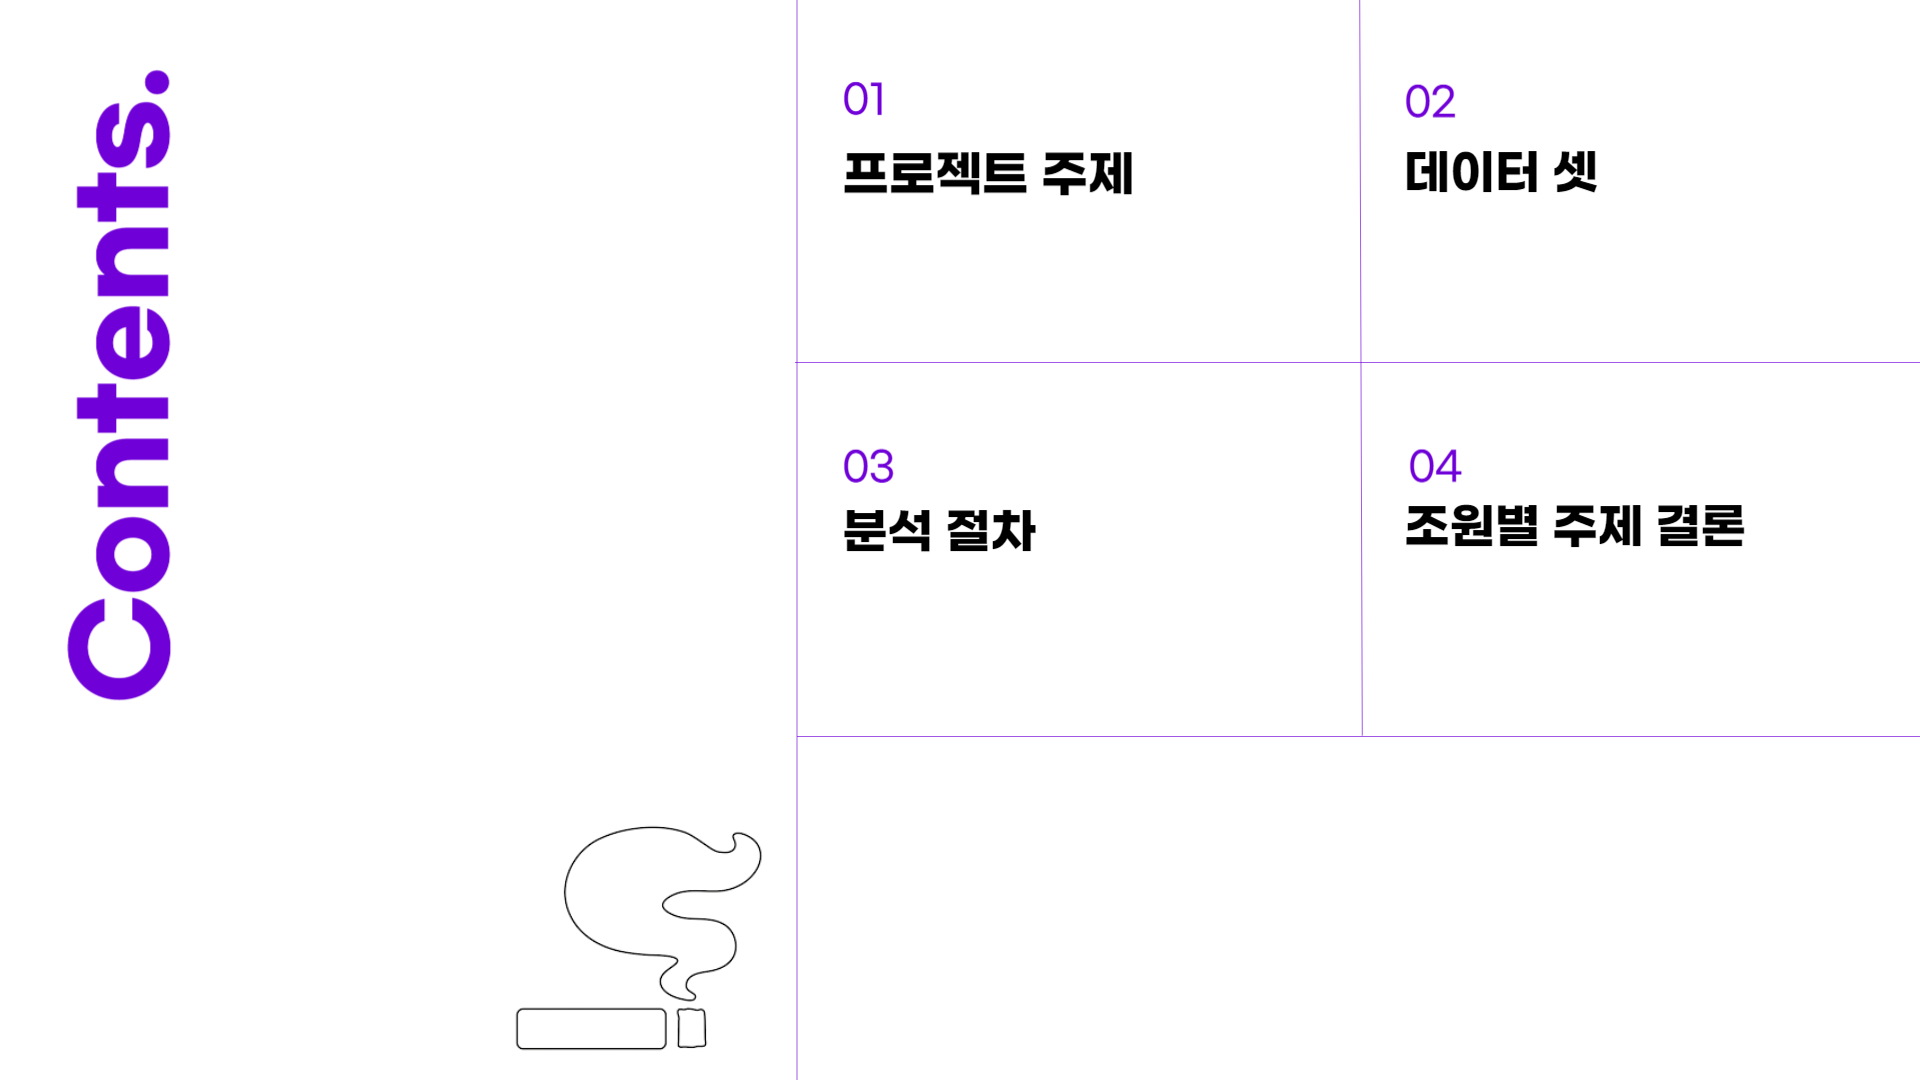 Contents.
01
프로젝트 주제
02
데이터 셋
03
분석 절차
04
조원별 주제 결론